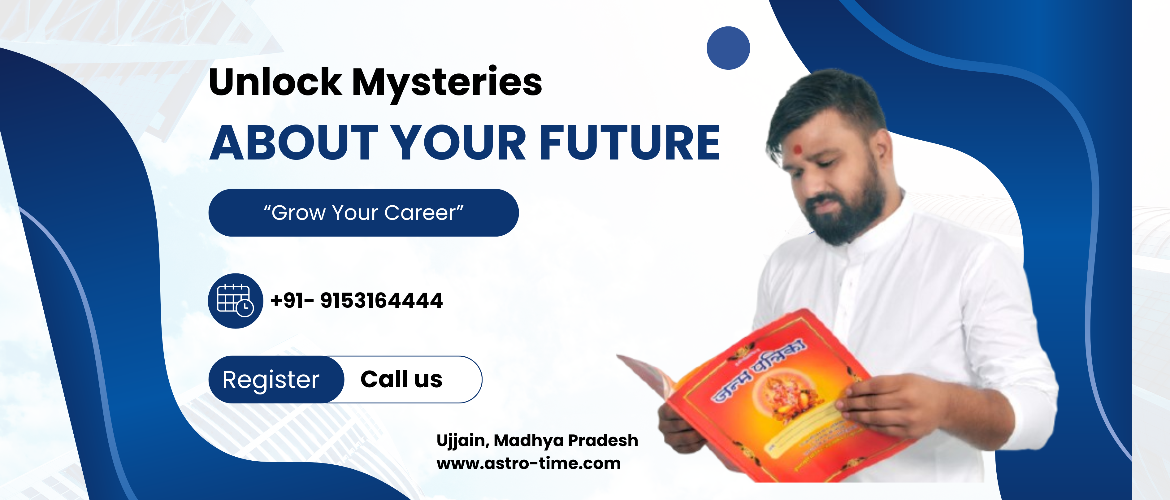 Unlock Mysteries
ABOUT YOUR FUTURE
“Grow Your Career”
+91- 9153164444
Register Call us
Ujjain, Madhya Pradesh
www.astro-time.com
जन्म पत्रिका